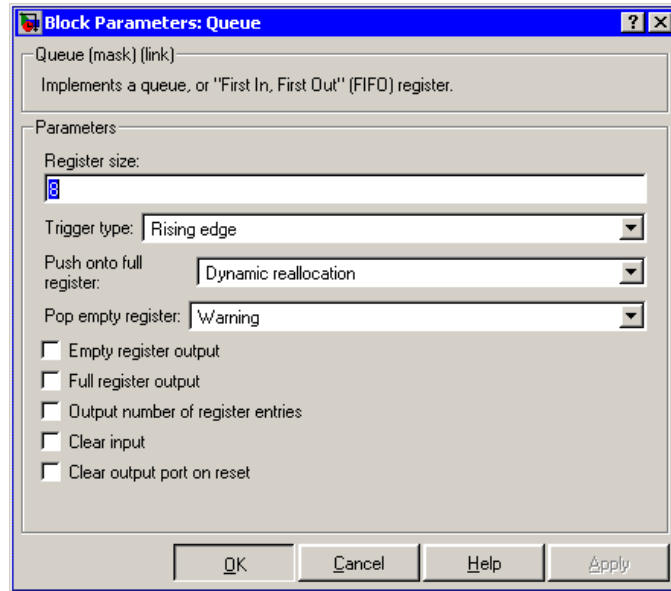 Block Parameters: Queue
Queue (mask) (link)
Implements a queue, or "First In, First Out" (FIFO) register.
Parameters
Register size:
8
Trigger type: Rising edge
Push onto full
register: Dynamic reallocation
Pop empty register: Warning
Empty register output
Full register output
Output number of register entries
Clear input
Clear output port on reset
OK Cancel Help Apply